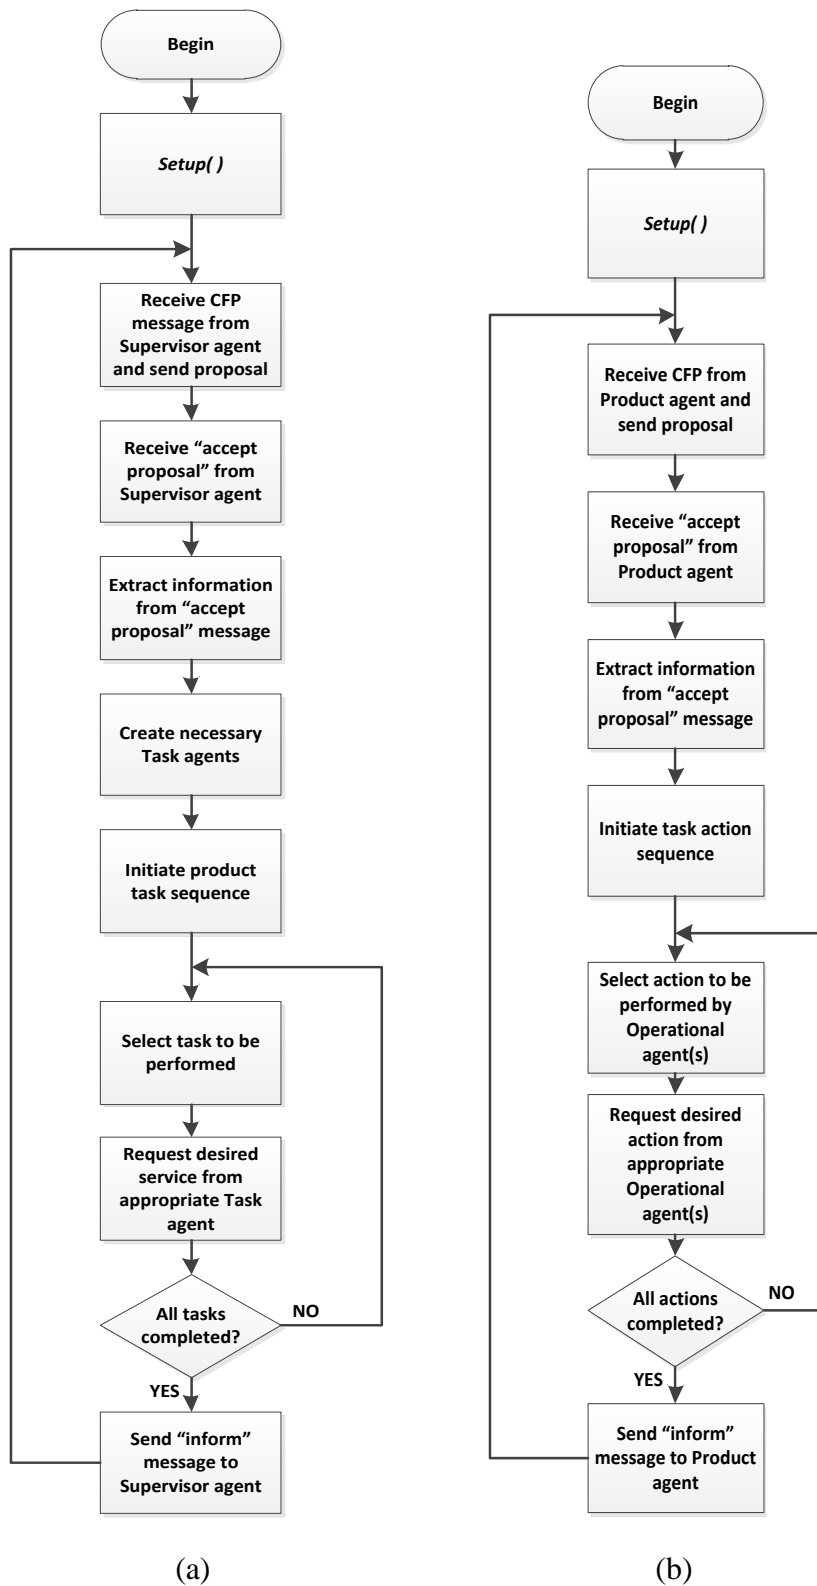 Begin
Setup( )
Receive CFP
message from
Supervisor agent
and send proposal
Receive “accept
proposal” from
Supervisor agent
Extract information
from “accept
proposal” message
Create necessary
Task agents
Initiate product
task sequence
Select task to be
performed
Request desired
service from
appropriate Task
agent
All tasks
completed?
NO
YES
Send “inform”
message to
Supervisor agent
(a)
Begin
Setup( )
Receive CFP from
Product agent and
send proposal
Receive “accept
proposal” from
Product agent
Extract information
from “accept
proposal” message
Initiate task action
sequence
Select action to be
performed by
Operational
agent(s)
Request desired
action from
appropriate
Operational
agent(s)
All actions
completed?
NO
YES
Send “inform”
message to Product
agent
(b)